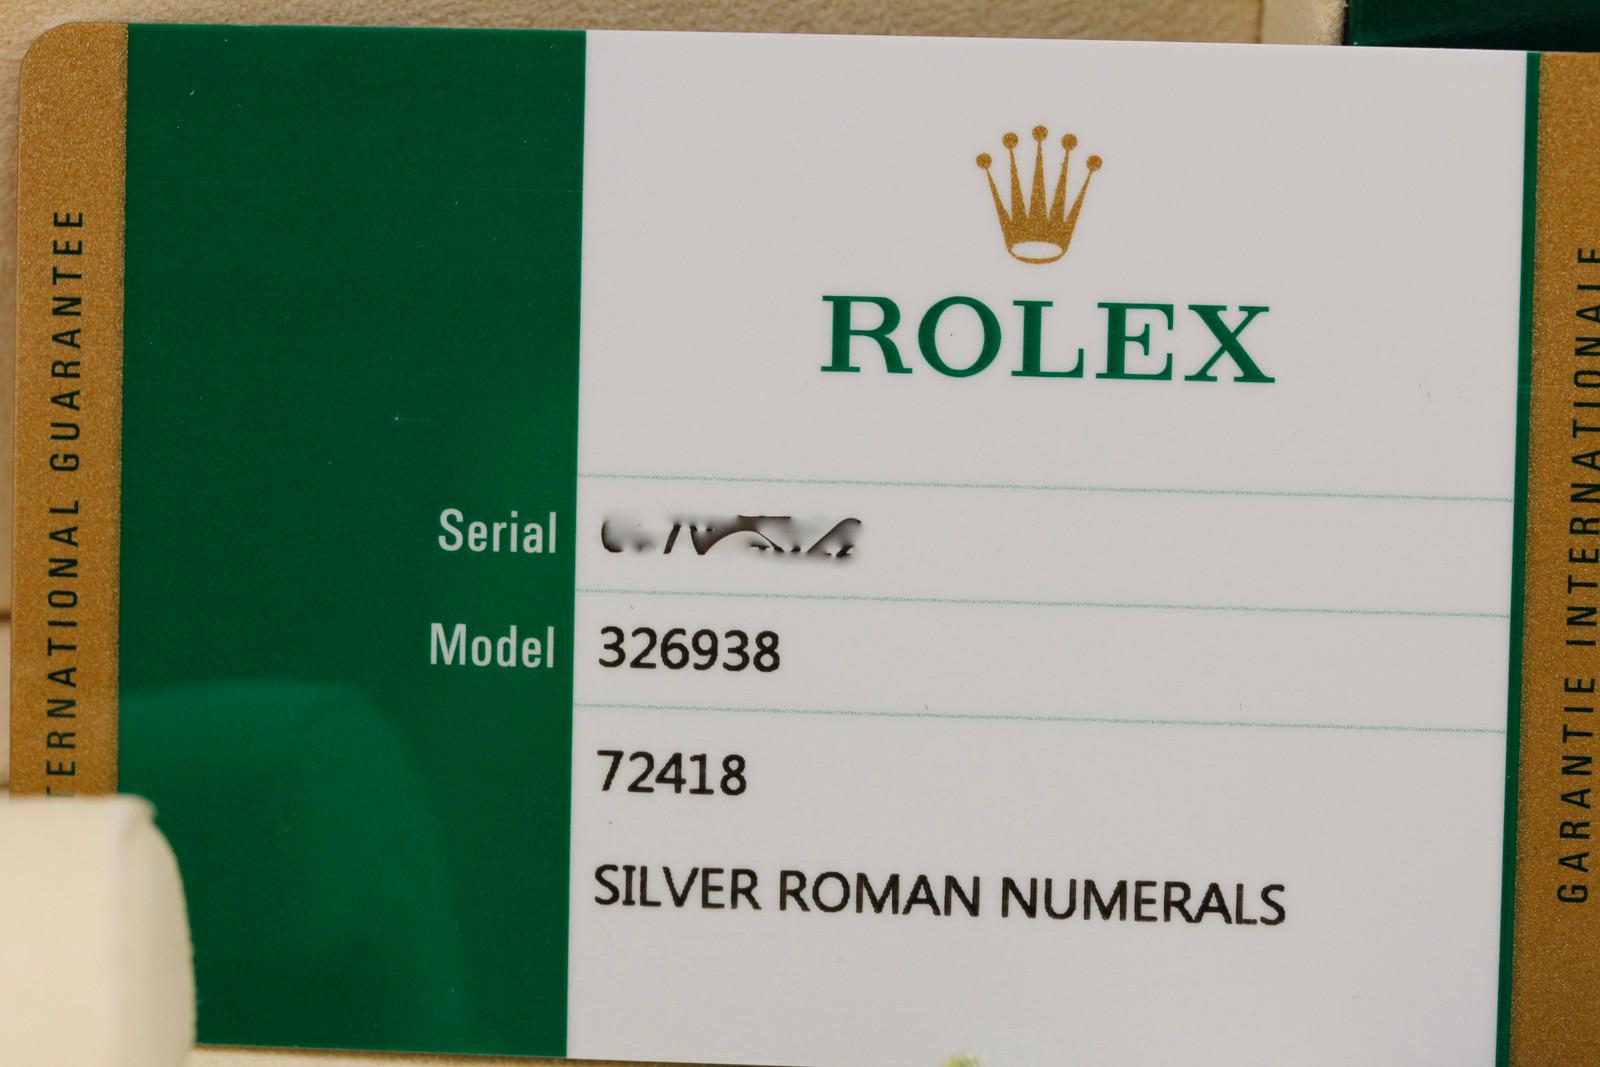 INTERNATIONAL GUARANTEE
ROLEX
Serial
Model 326938
72418
SILVER ROMAN NUMERALS
GARANTIE INTERNATIONALE